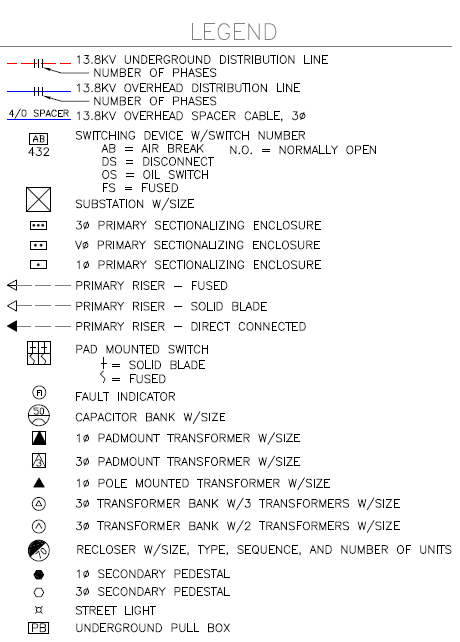 LEGEND
13.8KV UNDERGROUND DISTRIBUTION LINE
NUMBER OF PHASES
13.8KV OVERHEAD DISTRIBUTION LINE
NUMBER OF PHASES
4/0 SPACER 13.8KV OVERHEAD SPACER CABLE, 3ø
AB SWITCHING DEVICE W/SWITCH NUMBER
432 AB = AIR BREAK N.O. = NORMALLY OPEN
DS = DISCONNECT
OS = OIL SWITCH
FS = FUSED
SUBSTATION W/SIZE
3ø PRIMARY SECTIONALIZING ENCLOSURE
Vø PRIMARY SECTIONALIZING ENCLOSURE
1ø PRIMARY SECTIONALIZING ENCLOSURE
PRIMARY RISER – FUSED
PRIMARY RISER – SOLID BLADE
PRIMARY RISER – DIRECT CONNECTED
PAD MOUNTED SWITCH
= SOLID BLADE
= FUSED
FI FAULT INDICATOR
50 CAPACITOR BANK W/SIZE
1ø PADMOUNT TRANSFORMER W/SIZE
3 3ø PADMOUNT TRANSFORMER W/SIZE
1ø POLE MOUNTED TRANSFORMER W/SIZE
3ø TRANSFORMER BANK W/3 TRANSFORMERS W/SIZE
3ø TRANSFORMER BANK W/2 TRANSFORMERS W/SIZE
70 RECLOSER W/SIZE, TYPE, SEQUENCE, AND NUMBER OF UNITS
1ø SECONDARY PEDESTAL
3ø SECONDARY PEDESTAL
STREET LIGHT
PB UNDERGROUND PULL BOX